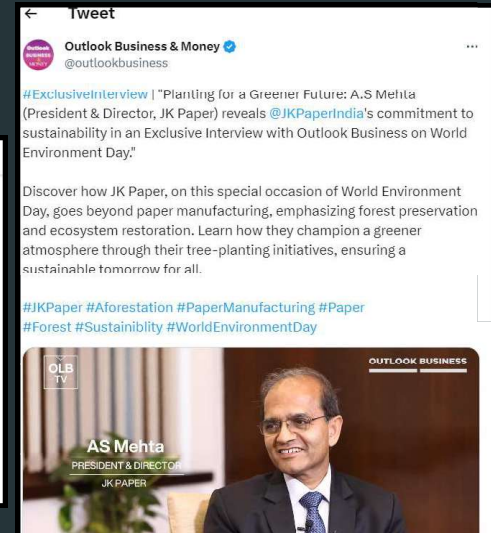 ← Tweet
Outlook Business & Money
@outlookbusiness
#ExclusiveInterview | "Planting for a Greener Future: A.S Mehta
(President & Director, JK Paper) reveals @JKPaperIndia's commitment to
sustainability in an Exclusive Interview with Outlook Business on World
Environment Day."
Discover how JK Paper, on this special occasion of World Environment
Day, goes beyond paper manufacturing, emphasizing forest preservation
and ecosystem restoration. Learn how they champion a greener
atmosphere through their tree-planting initiatives, ensuring a
sustainable tomorrow for all.
#JKPaper #Aforestation #PaperManufacturing #Paper
#Forest #Sustainiblity #WorldEnvironmentDay
OLB
TV
OUTLOOK BUSINESS
AS Mehta
PRESIDENT & DIRECTOR
JK PAPER